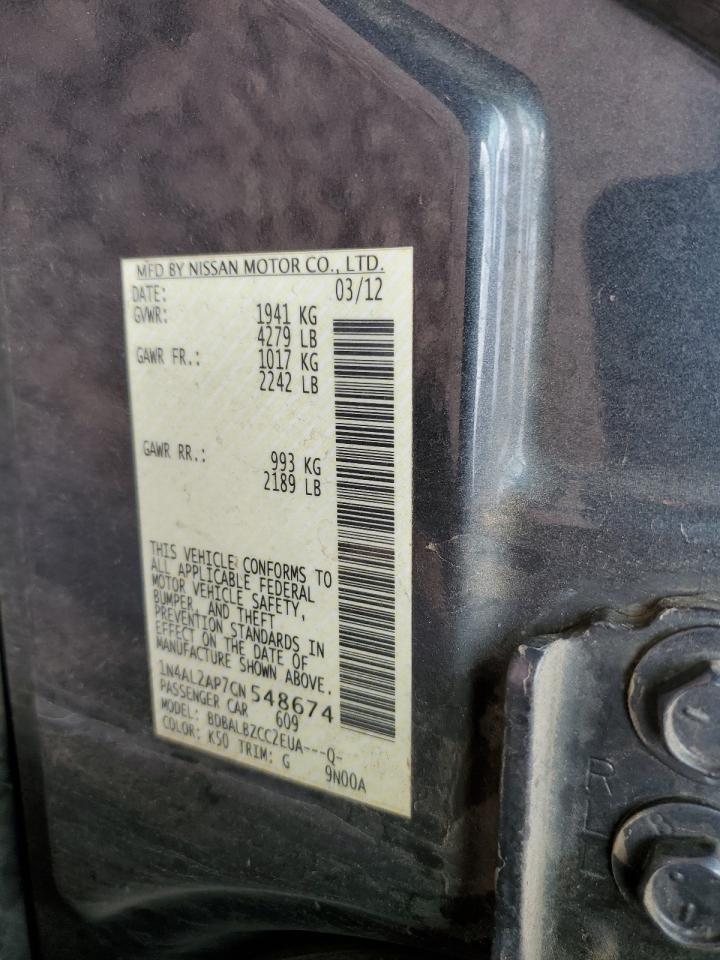 MFD BY NISSAN MOTOR CO., LTD.
DATE: 03/12
GVWR: 1941 KG
4279 LB
GAWR FR.: 1017 KG
2242 LB
GAWR RR.: 993 KG
2189 LB
THIS VEHICLE CONFORMS TO
ALL APPLICABLE FEDERAL
MOTOR VEHICLE SAFETY,
BUMPER, AND THEFT
PREVENTION STANDARDS IN
EFFECT ON THE DATE OF
MANUFACTURE SHOWN ABOVE.
1N4AL2AP7CN548674
PASSENGER CAR 609
MODEL: BDBALBZCC2EUA---Q-
COLOR: K50 TRIM: G 9N00A
R
L